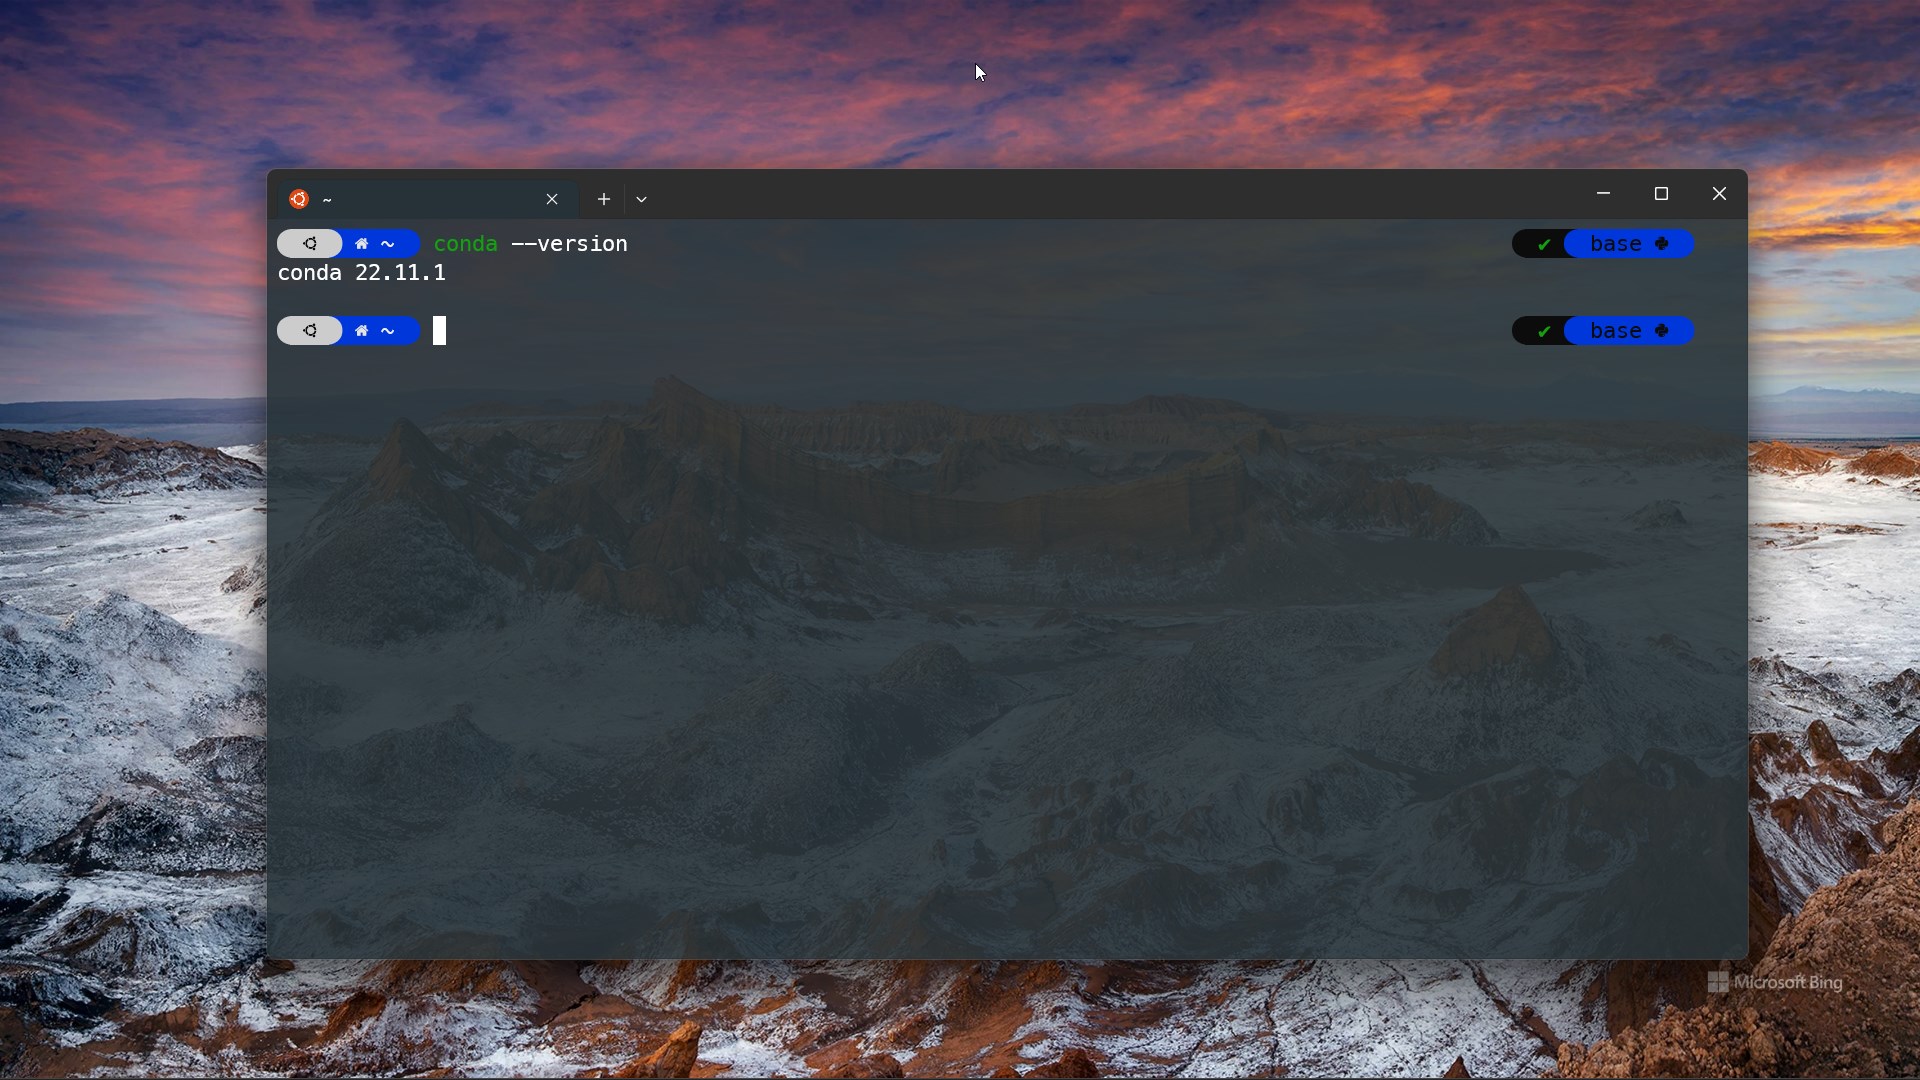 ~
~ conda --version ✔ base
conda 22.11.1
~ ✔ base
Microsoft Bing